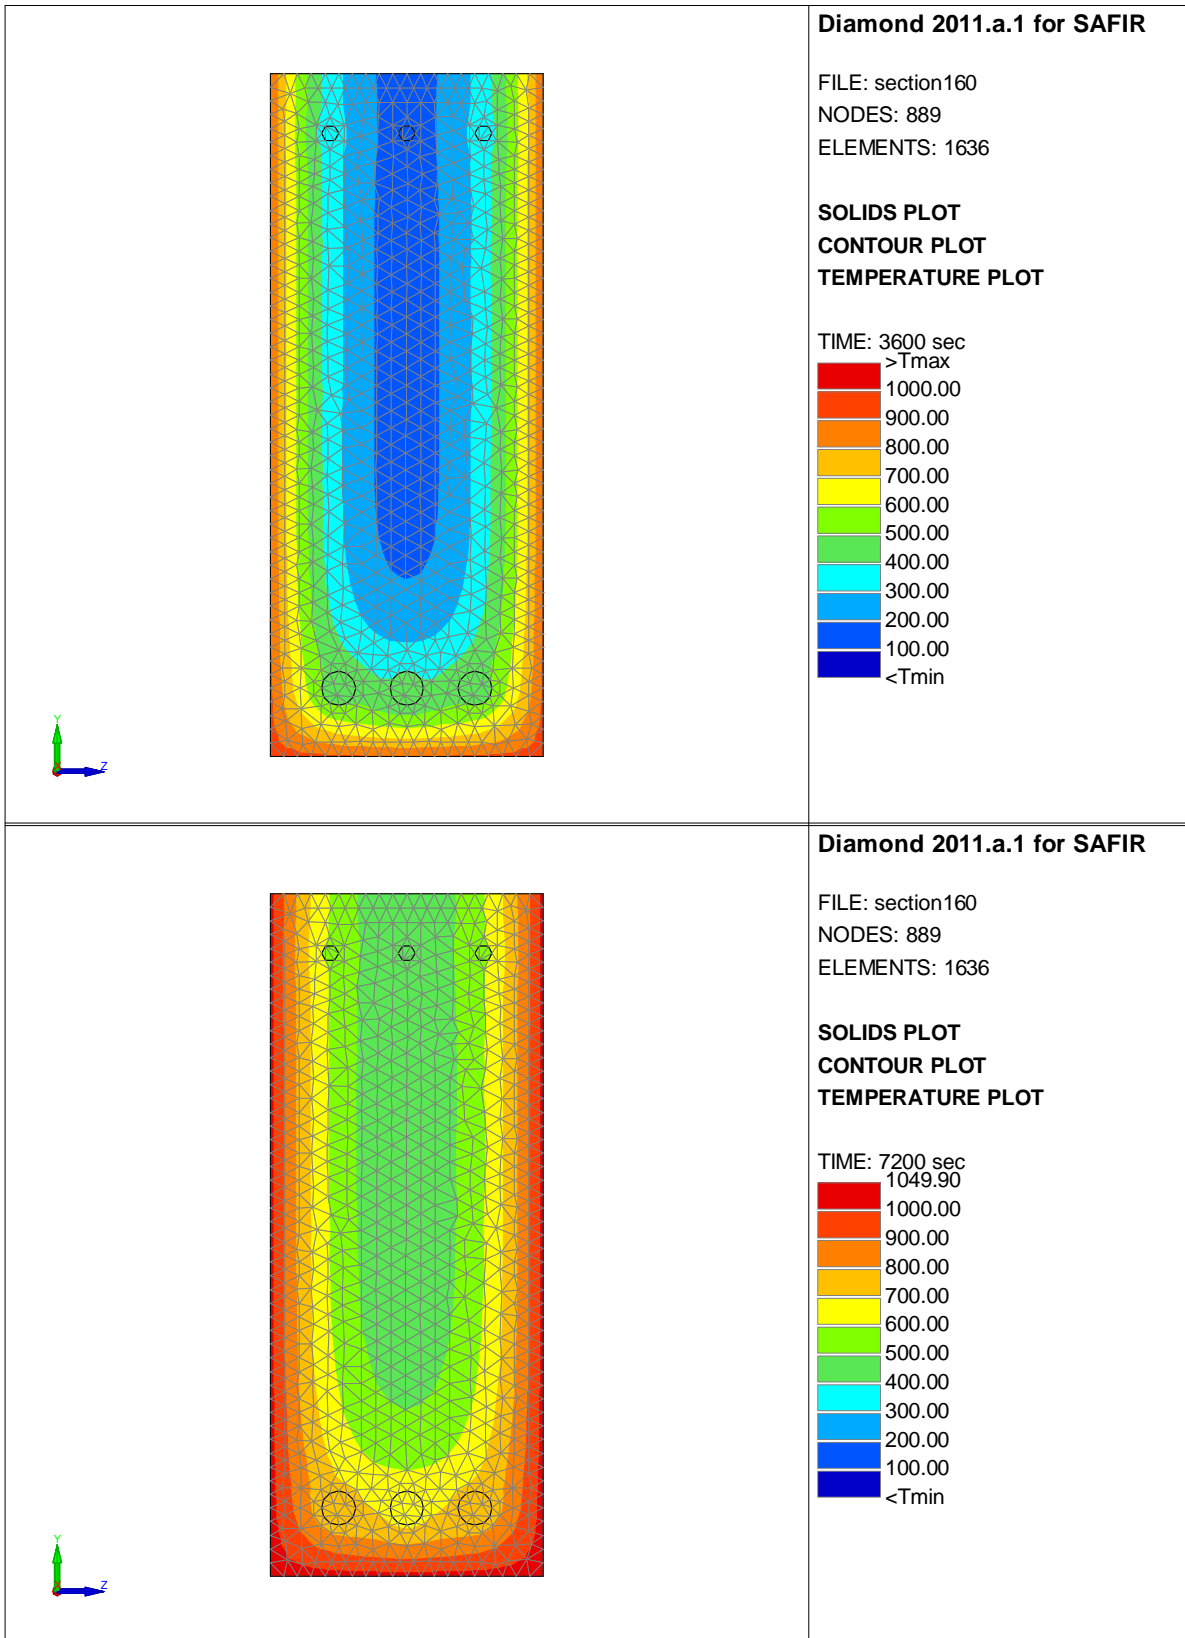 Diamond 2011.a.1 for SAFIR
FILE: section160
NODES: 889
ELEMENTS: 1636
SOLIDS PLOT
CONTOUR PLOT
TEMPERATURE PLOT
TIME: 3600 sec
>Tmax
1000.00
900.00
800.00
700.00
600.00
500.00
400.00
300.00
200.00
100.00
<Tmin
Y
X
Z
Diamond 2011.a.1 for SAFIR
FILE: section160
NODES: 889
ELEMENTS: 1636
SOLIDS PLOT
CONTOUR PLOT
TEMPERATURE PLOT
TIME: 7200 sec
1049.90
1000.00
900.00
800.00
700.00
600.00
500.00
400.00
300.00
200.00
100.00
<Tmin
Y
X
Z